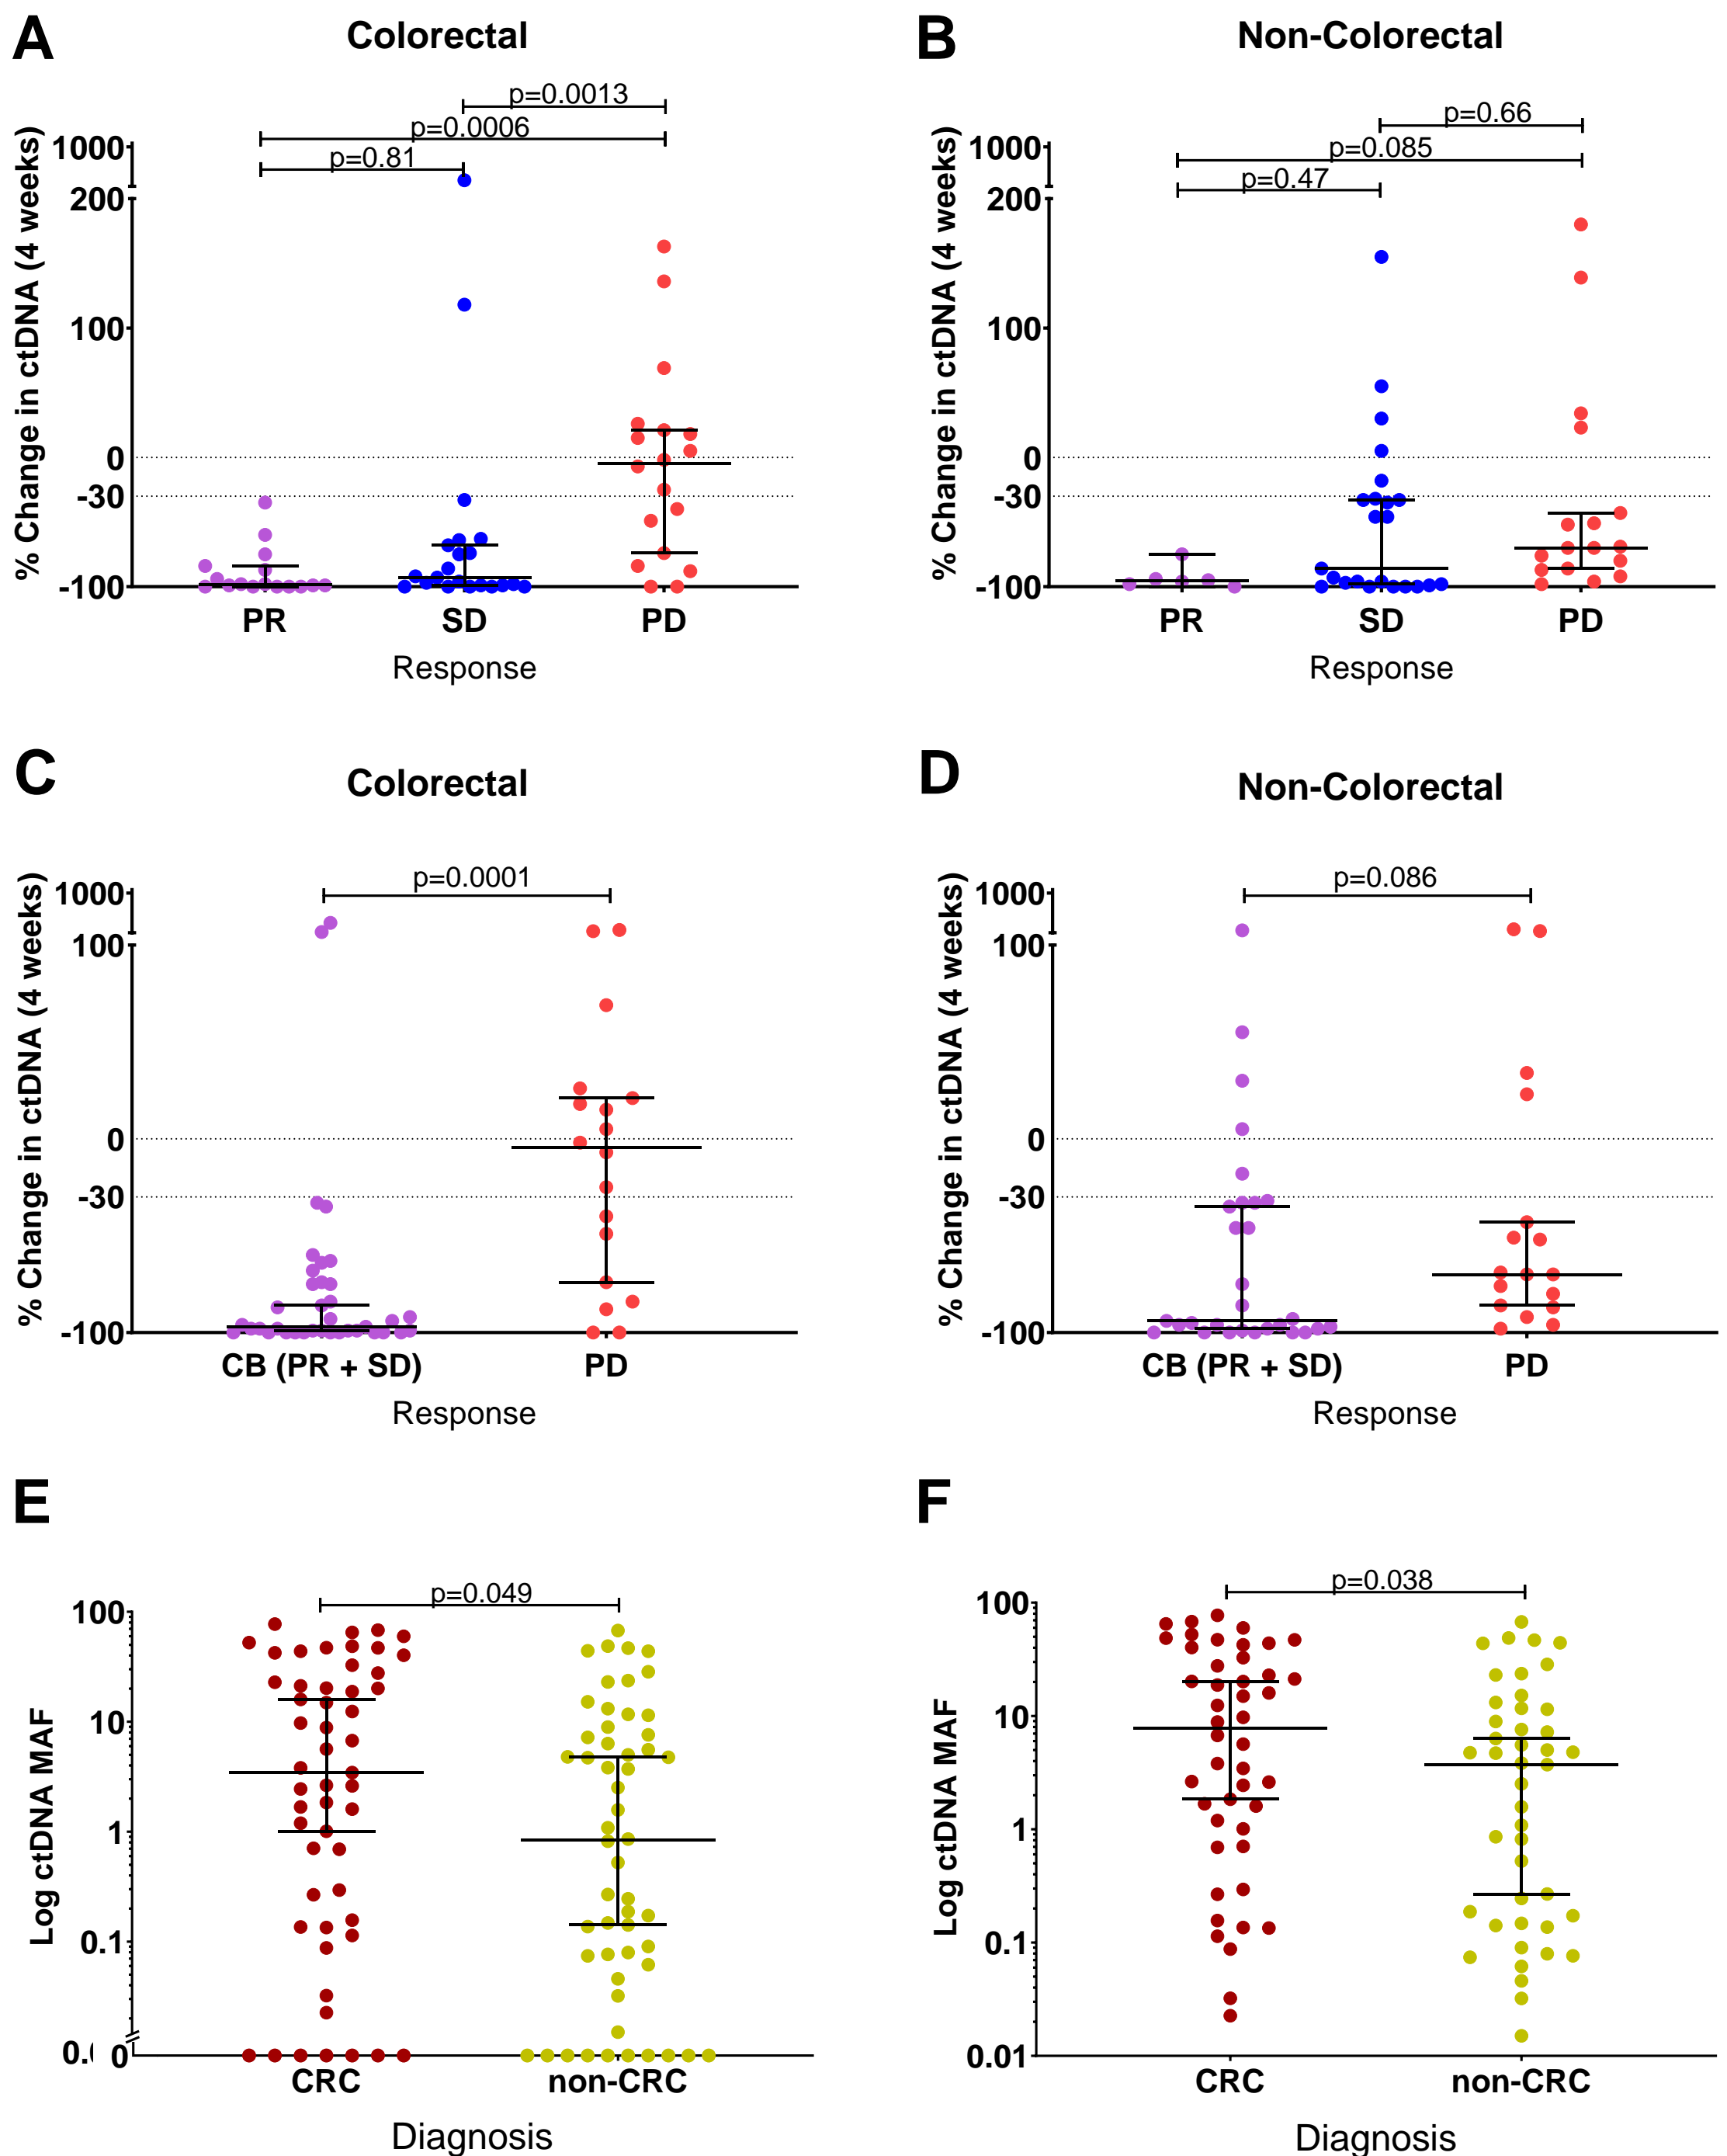 A
Colorectal
p=0.0013
p=0.0006
p=0.81
% Change in ctDNA (4 weeks)
1000
200
100
0
-30
-100
PR SD PD
Response
B
Non-Colorectal
p=0.66
p=0.085
p=0.47
% Change in ctDNA (4 weeks)
1000
200
100
0
-30
-100
PR SD PD
Response
C
Colorectal
p=0.0001
% Change in ctDNA (4 weeks)
1000
100
0
-30
-100
CB (PR + SD) PD
Response
D
Non-Colorectal
p=0.086
% Change in ctDNA (4 weeks)
1000
100
0
-30
-100
CB (PR + SD) PD
Response
E
p=0.049
Log ctDNA MAF
100
10
1
0.1
0
CRC non-CRC
Diagnosis
F
p=0.038
Log ctDNA MAF
100
10
1
0.1
0.01
CRC non-CRC
Diagnosis